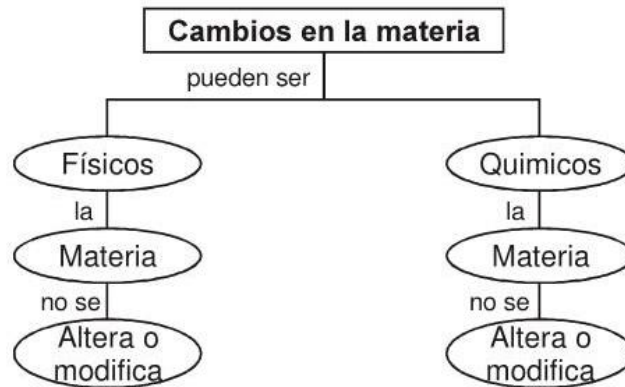 Cambios en la materia
pueden ser
Físicos
Quimicos
la
la
Materia
Materia
no se
no se
Altera o
modifica
Altera o
modifica